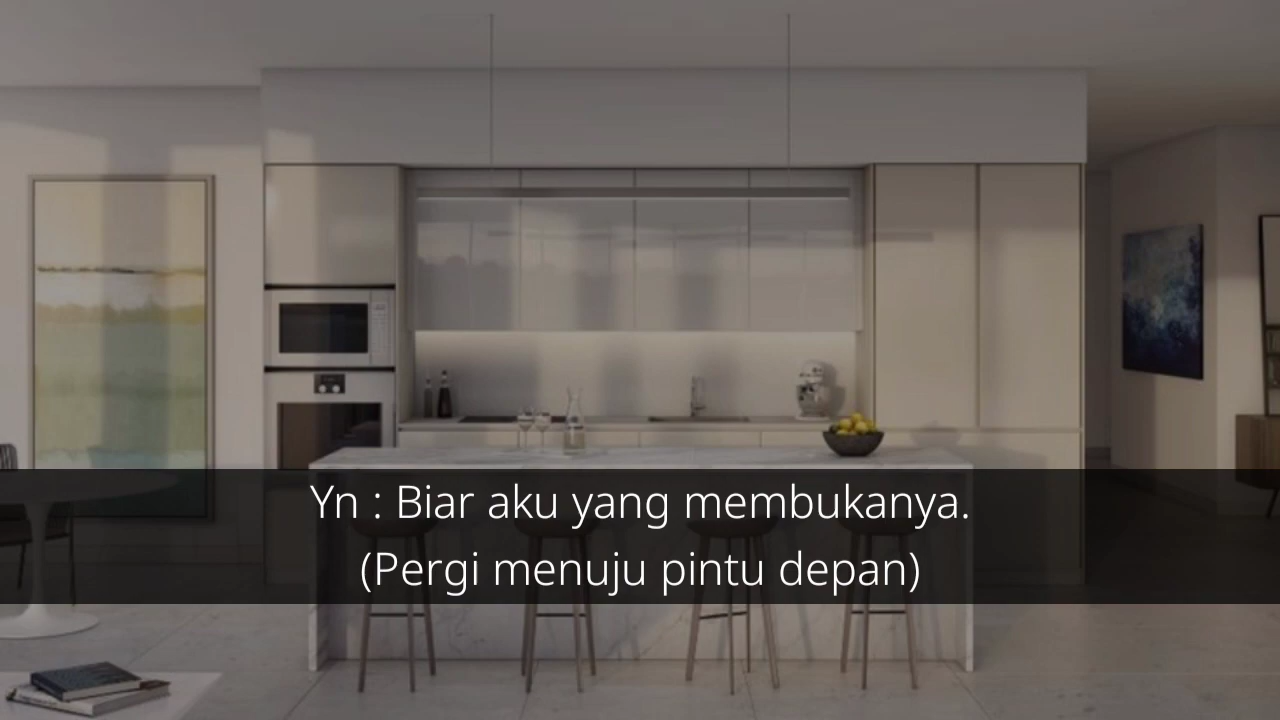 Yn : Biar aku yang membukanya.
(Pergi menuju pintu depan)